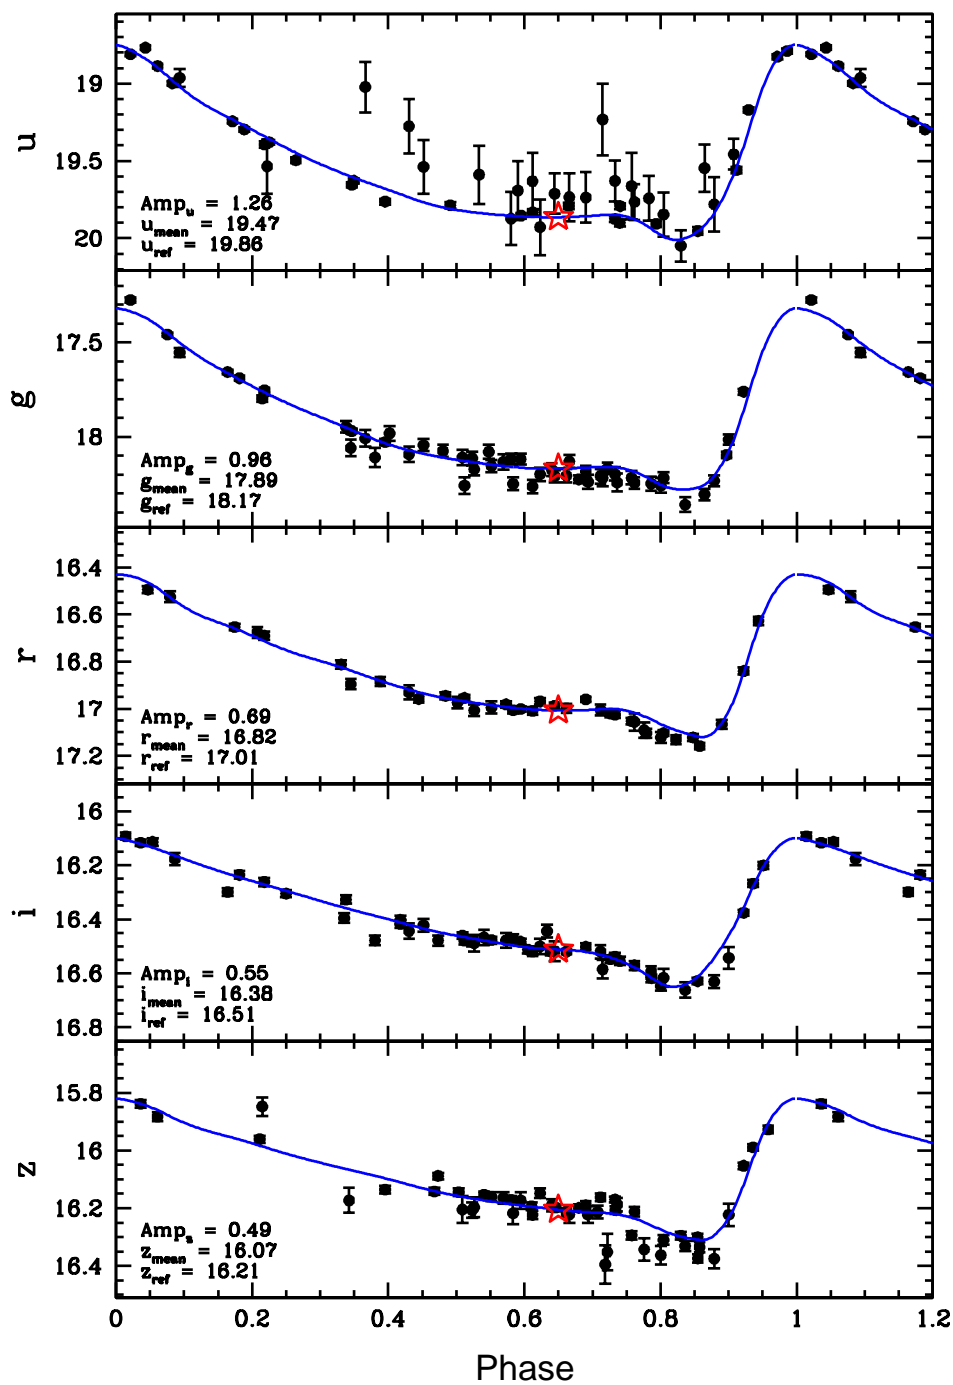 u
19
19.5
20
Amp_u = 1.26
u_mean = 19.47
u_ref = 19.86
g
17.5
18
Amp_g = 0.96
g_mean = 17.89
g_ref = 18.17
r
16.4
16.6
16.8
17
17.2
Amp_r = 0.69
r_mean = 16.82
r_ref = 17.01
i
16
16.2
16.4
16.6
16.8
Amp_i = 0.55
i_mean = 16.38
i_ref = 16.51
z
15.8
16
16.2
16.4
Amp_z = 0.49
z_mean = 16.07
z_ref = 16.21
0 0.2 0.4 0.6 0.8 1 1.2
Phase